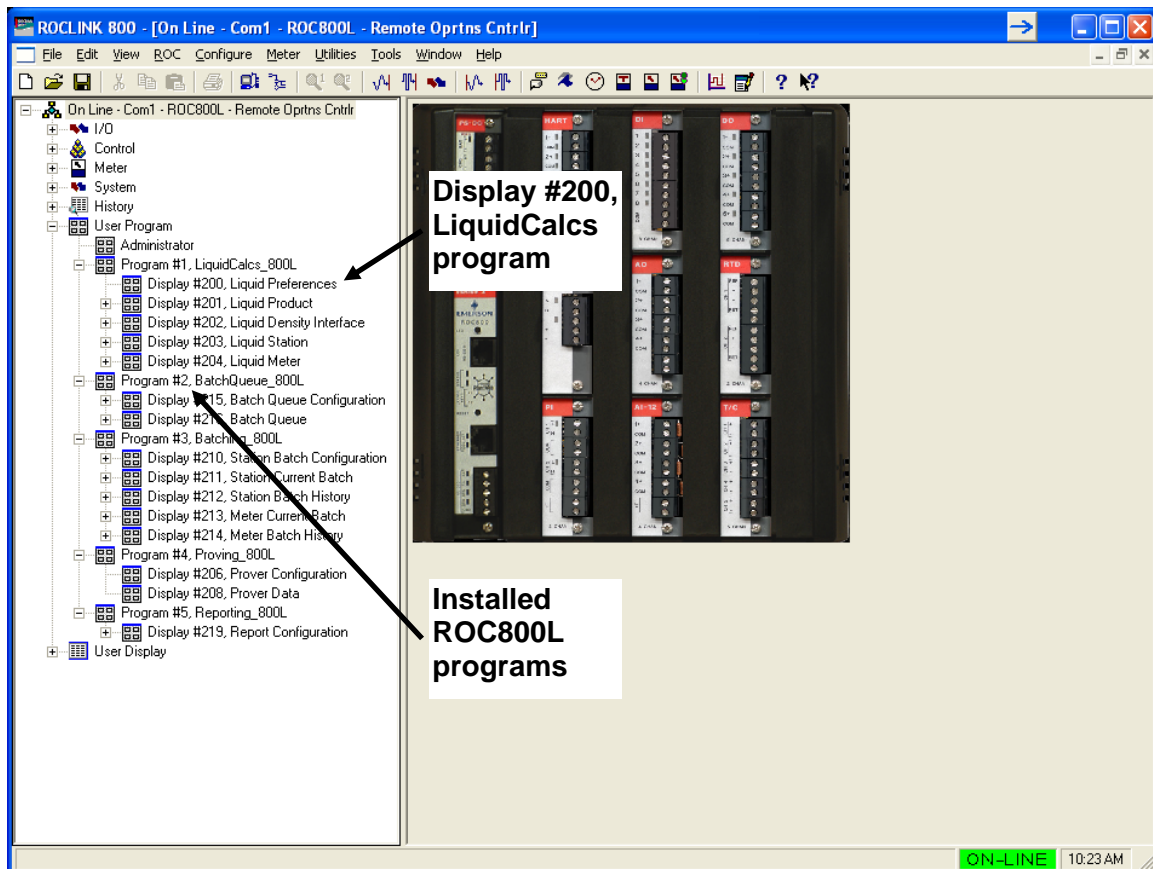 ROCLINK 800 - [On Line - Com1 - ROC800L - Remote Oprtns Cntrlr]
File Edit View ROC Configure Meter Utilities Tools Window Help
On Line - Com1 - ROC800L - Remote Oprtns Cntrlr
I/O
Control
Meter
System
History
User Program
Administrator
Program #1, LiquidCalcs_800L
Display #200, Liquid Preferences
Display #201, Liquid Product
Display #202, Liquid Density Interface
Display #203, Liquid Station
Display #204, Liquid Meter
Program #2, BatchQueue_800L
Display #215, Batch Queue Configuration
Batch Queue
Program #3, Batching_800L
Display #210, Station Batch Configuration
Display #211, Station Current Batch
Display #212, Station Batch History
Display #213, Meter Current Batch
Display #214, Meter Batch History
Program #4, Proving_800L
Display #206, Prover Configuration
Display #208, Prover Data
Program #5, Reporting_800L
Display #219, Report Configuration
User Display
HART
DI
DO
Display #200,
LiquidCalcs
program
AO
RTD
EMERSON
ROC800
PI
AI-12
T/C
Installed
ROC800L
programs
ON-LINE
10:23 AM